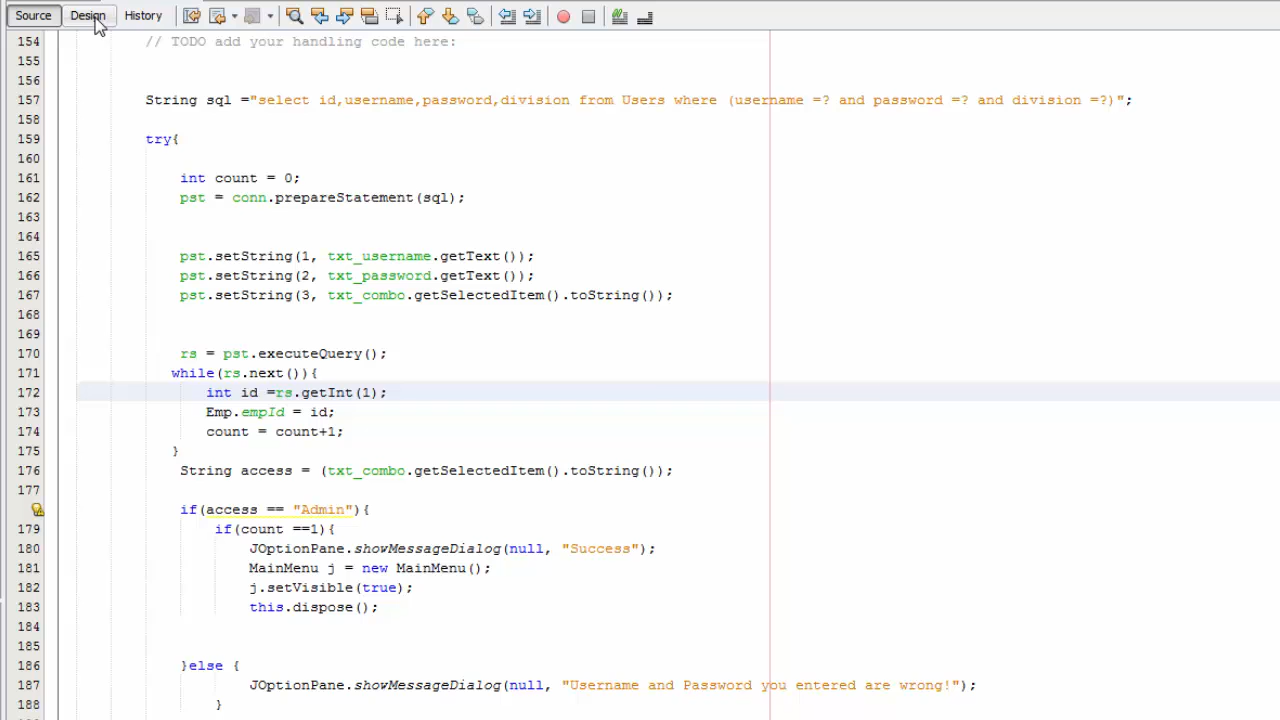 Source Design History
154 // TODO add your handling code here:
155
156
157 String sql ="select id,username,password,division from Users where (username =? and password =? and division =?)";
158
159 try{
160
161 int count = 0;
162 pst = conn.prepareStatement(sql);
163
164
165 pst.setString(1, txt_username.getText());
166 pst.setString(2, txt_password.getText());
167 pst.setString(3, txt_combo.getSelectedItem().toString());
168
169
170 rs = pst.executeQuery();
171 while(rs.next()){
172 int id =rs.getInt(1);
173 Emp.empId = id;
174 count = count+1;
175 }
176 String access = (txt_combo.getSelectedItem().toString());
177
if(access == "Admin"){
179 if(count ==1){
180 JOptionPane.showMessageDialog(null, "Success");
181 MainMenu j = new MainMenu();
182 j.setVisible(true);
183 this.dispose();
184
185
186 }else {
187 JOptionPane.showMessageDialog(null, "Username and Password you entered are wrong!");
188 }